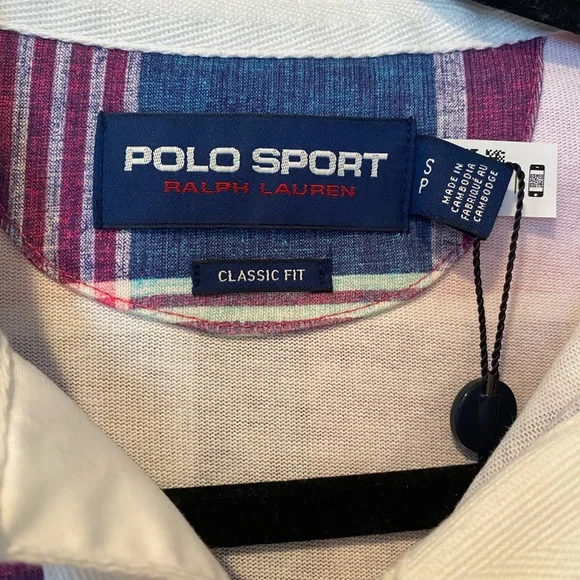 POLO SPORT
RALPH LAUREN
S
P
MADE IN
CAMBODIA
FABRIQUÉ AU
CAMBODGE
CLASSIC FIT